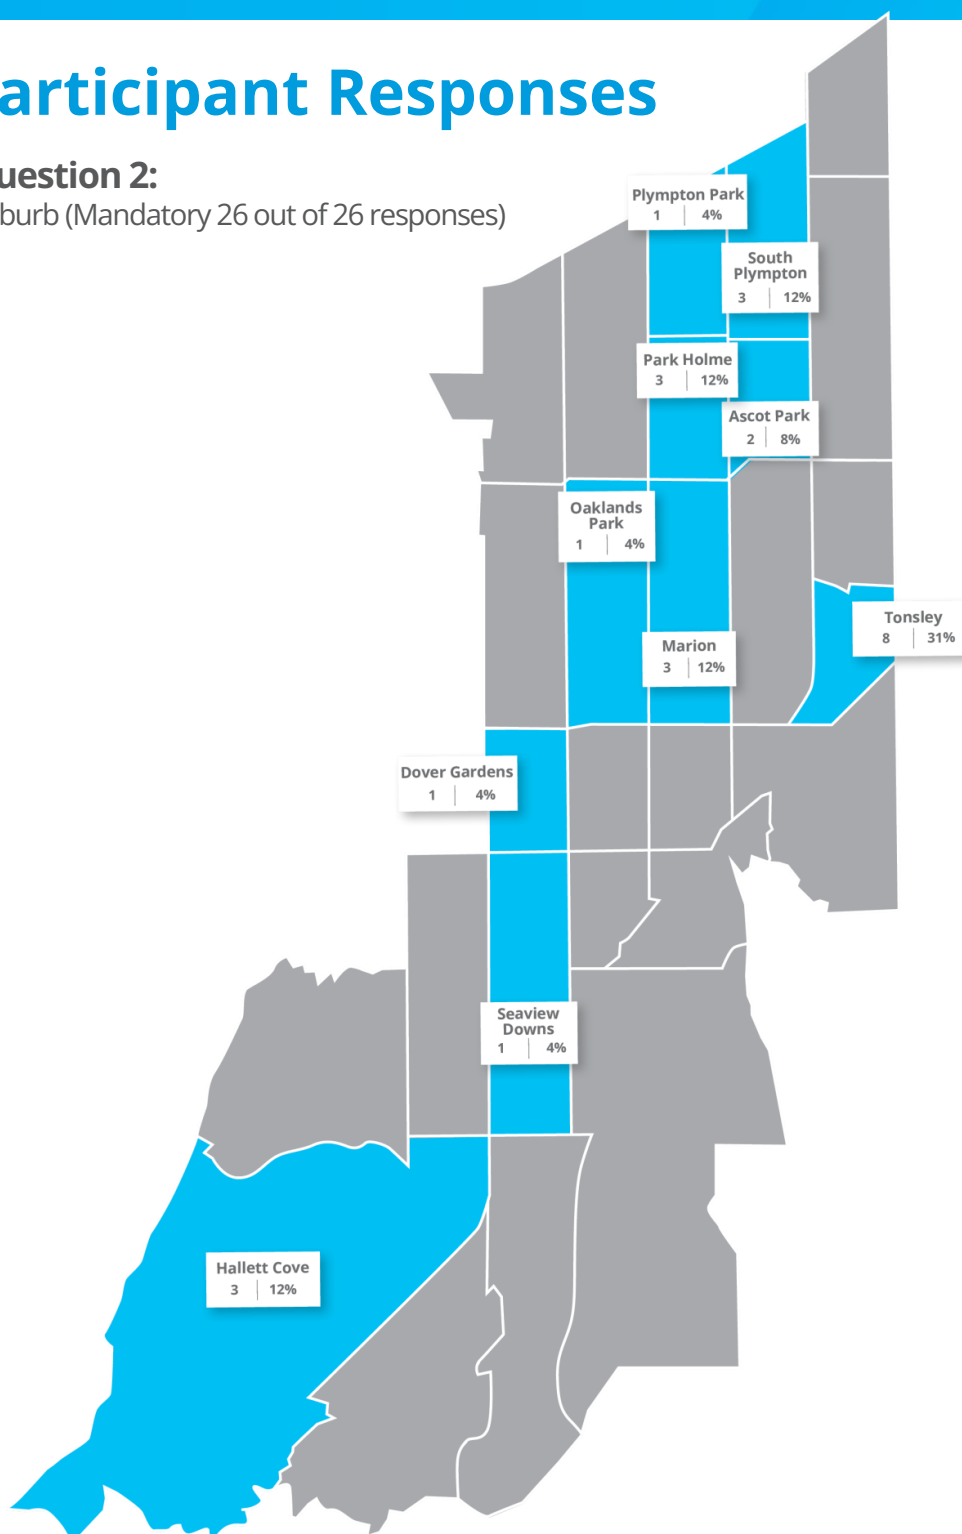 articipant Responses
uestion 2:
burb (Mandatory 26 out of 26 responses)
Plympton Park
1 4%
South
Plympton
3 12%
Park Holme
3 12%
Ascot Park
2 8%
Oaklands
Park
1 4%
Tonsley
8 31%
Marion
3 12%
Dover Gardens
1 4%
Seaview
Downs
1 4%
Hallett Cove
3 12%